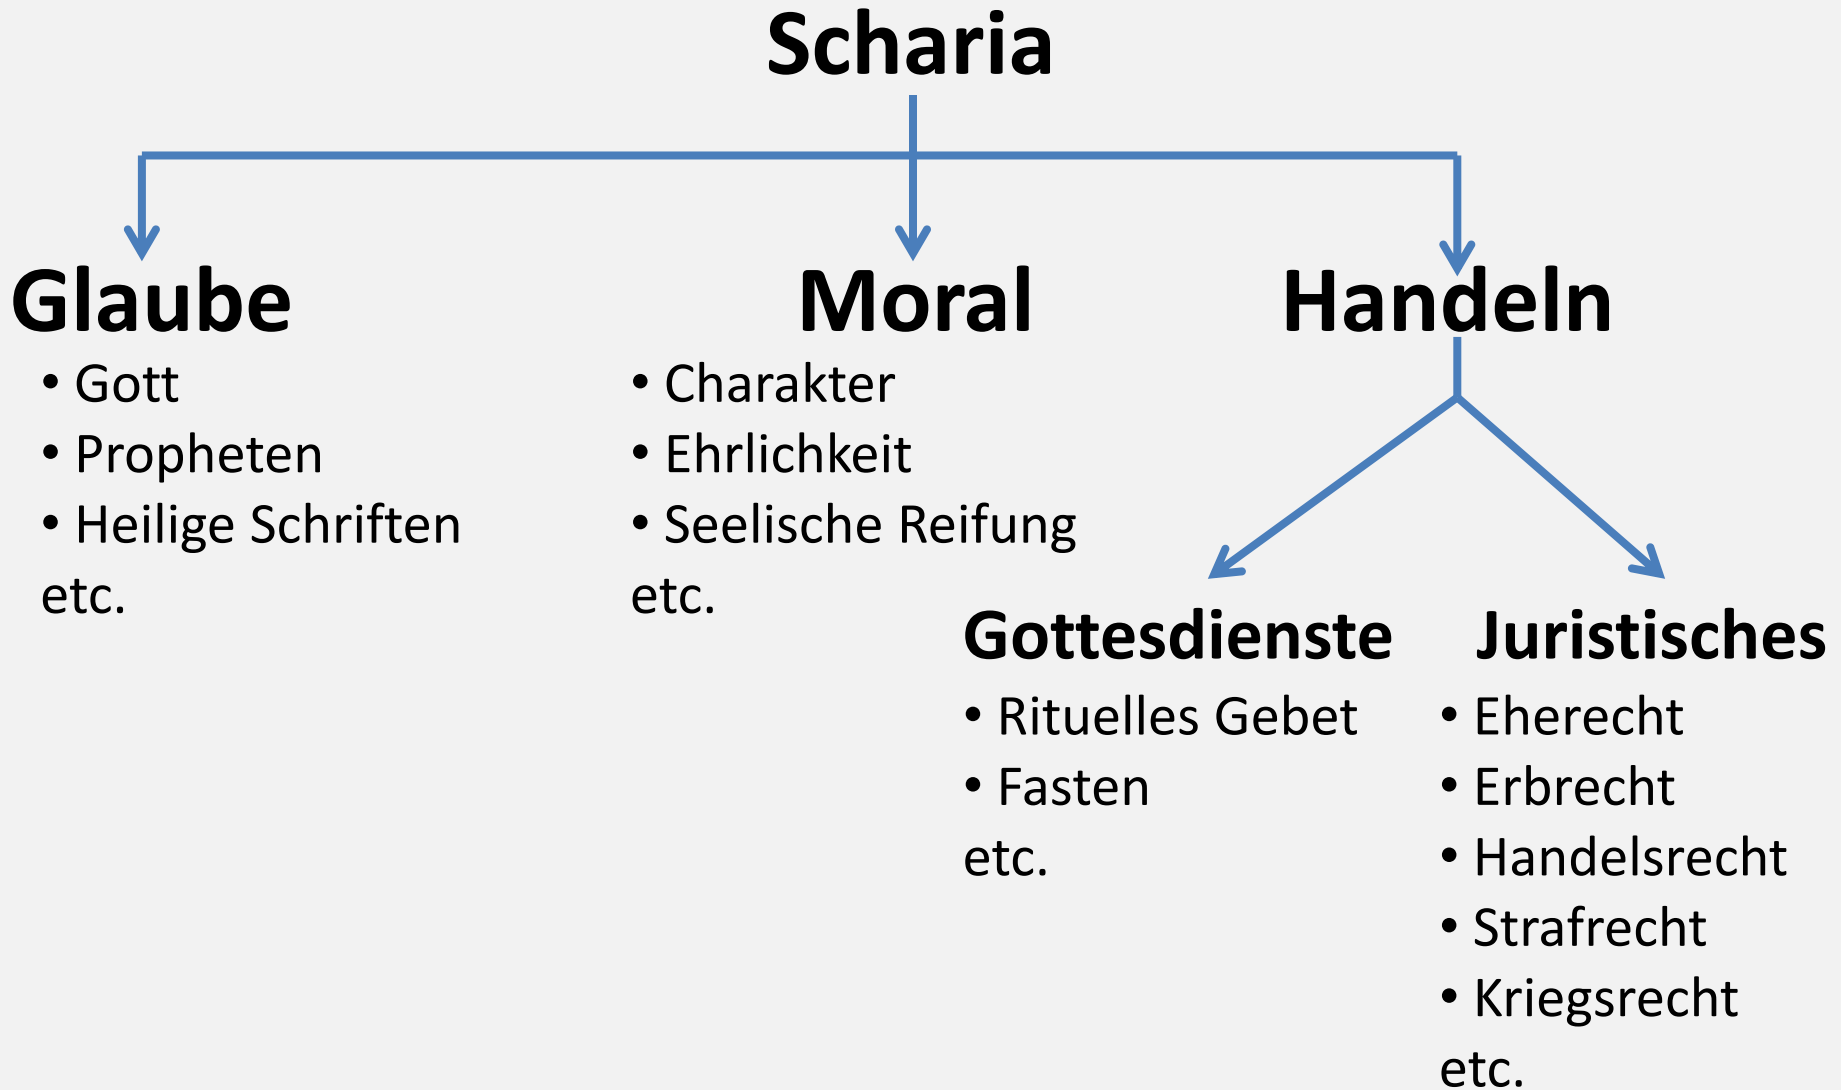 Scharia
Glaube
• Gott
• Propheten
• Heilige Schriften
etc.
Moral
• Charakter
• Ehrlichkeit
• Seelische Reifung
etc.
Handeln
Gottesdienste
• Rituelles Gebet
• Fasten
etc.
Juristisches
• Eherecht
• Erbrecht
• Handelsrecht
• Strafrecht
• Kriegsrecht
etc.